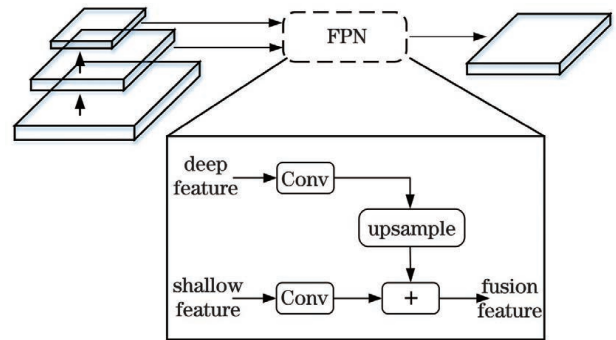 FPN
deep
feature
Conv
upsample
shallow
feature
Conv
+
fusion
feature